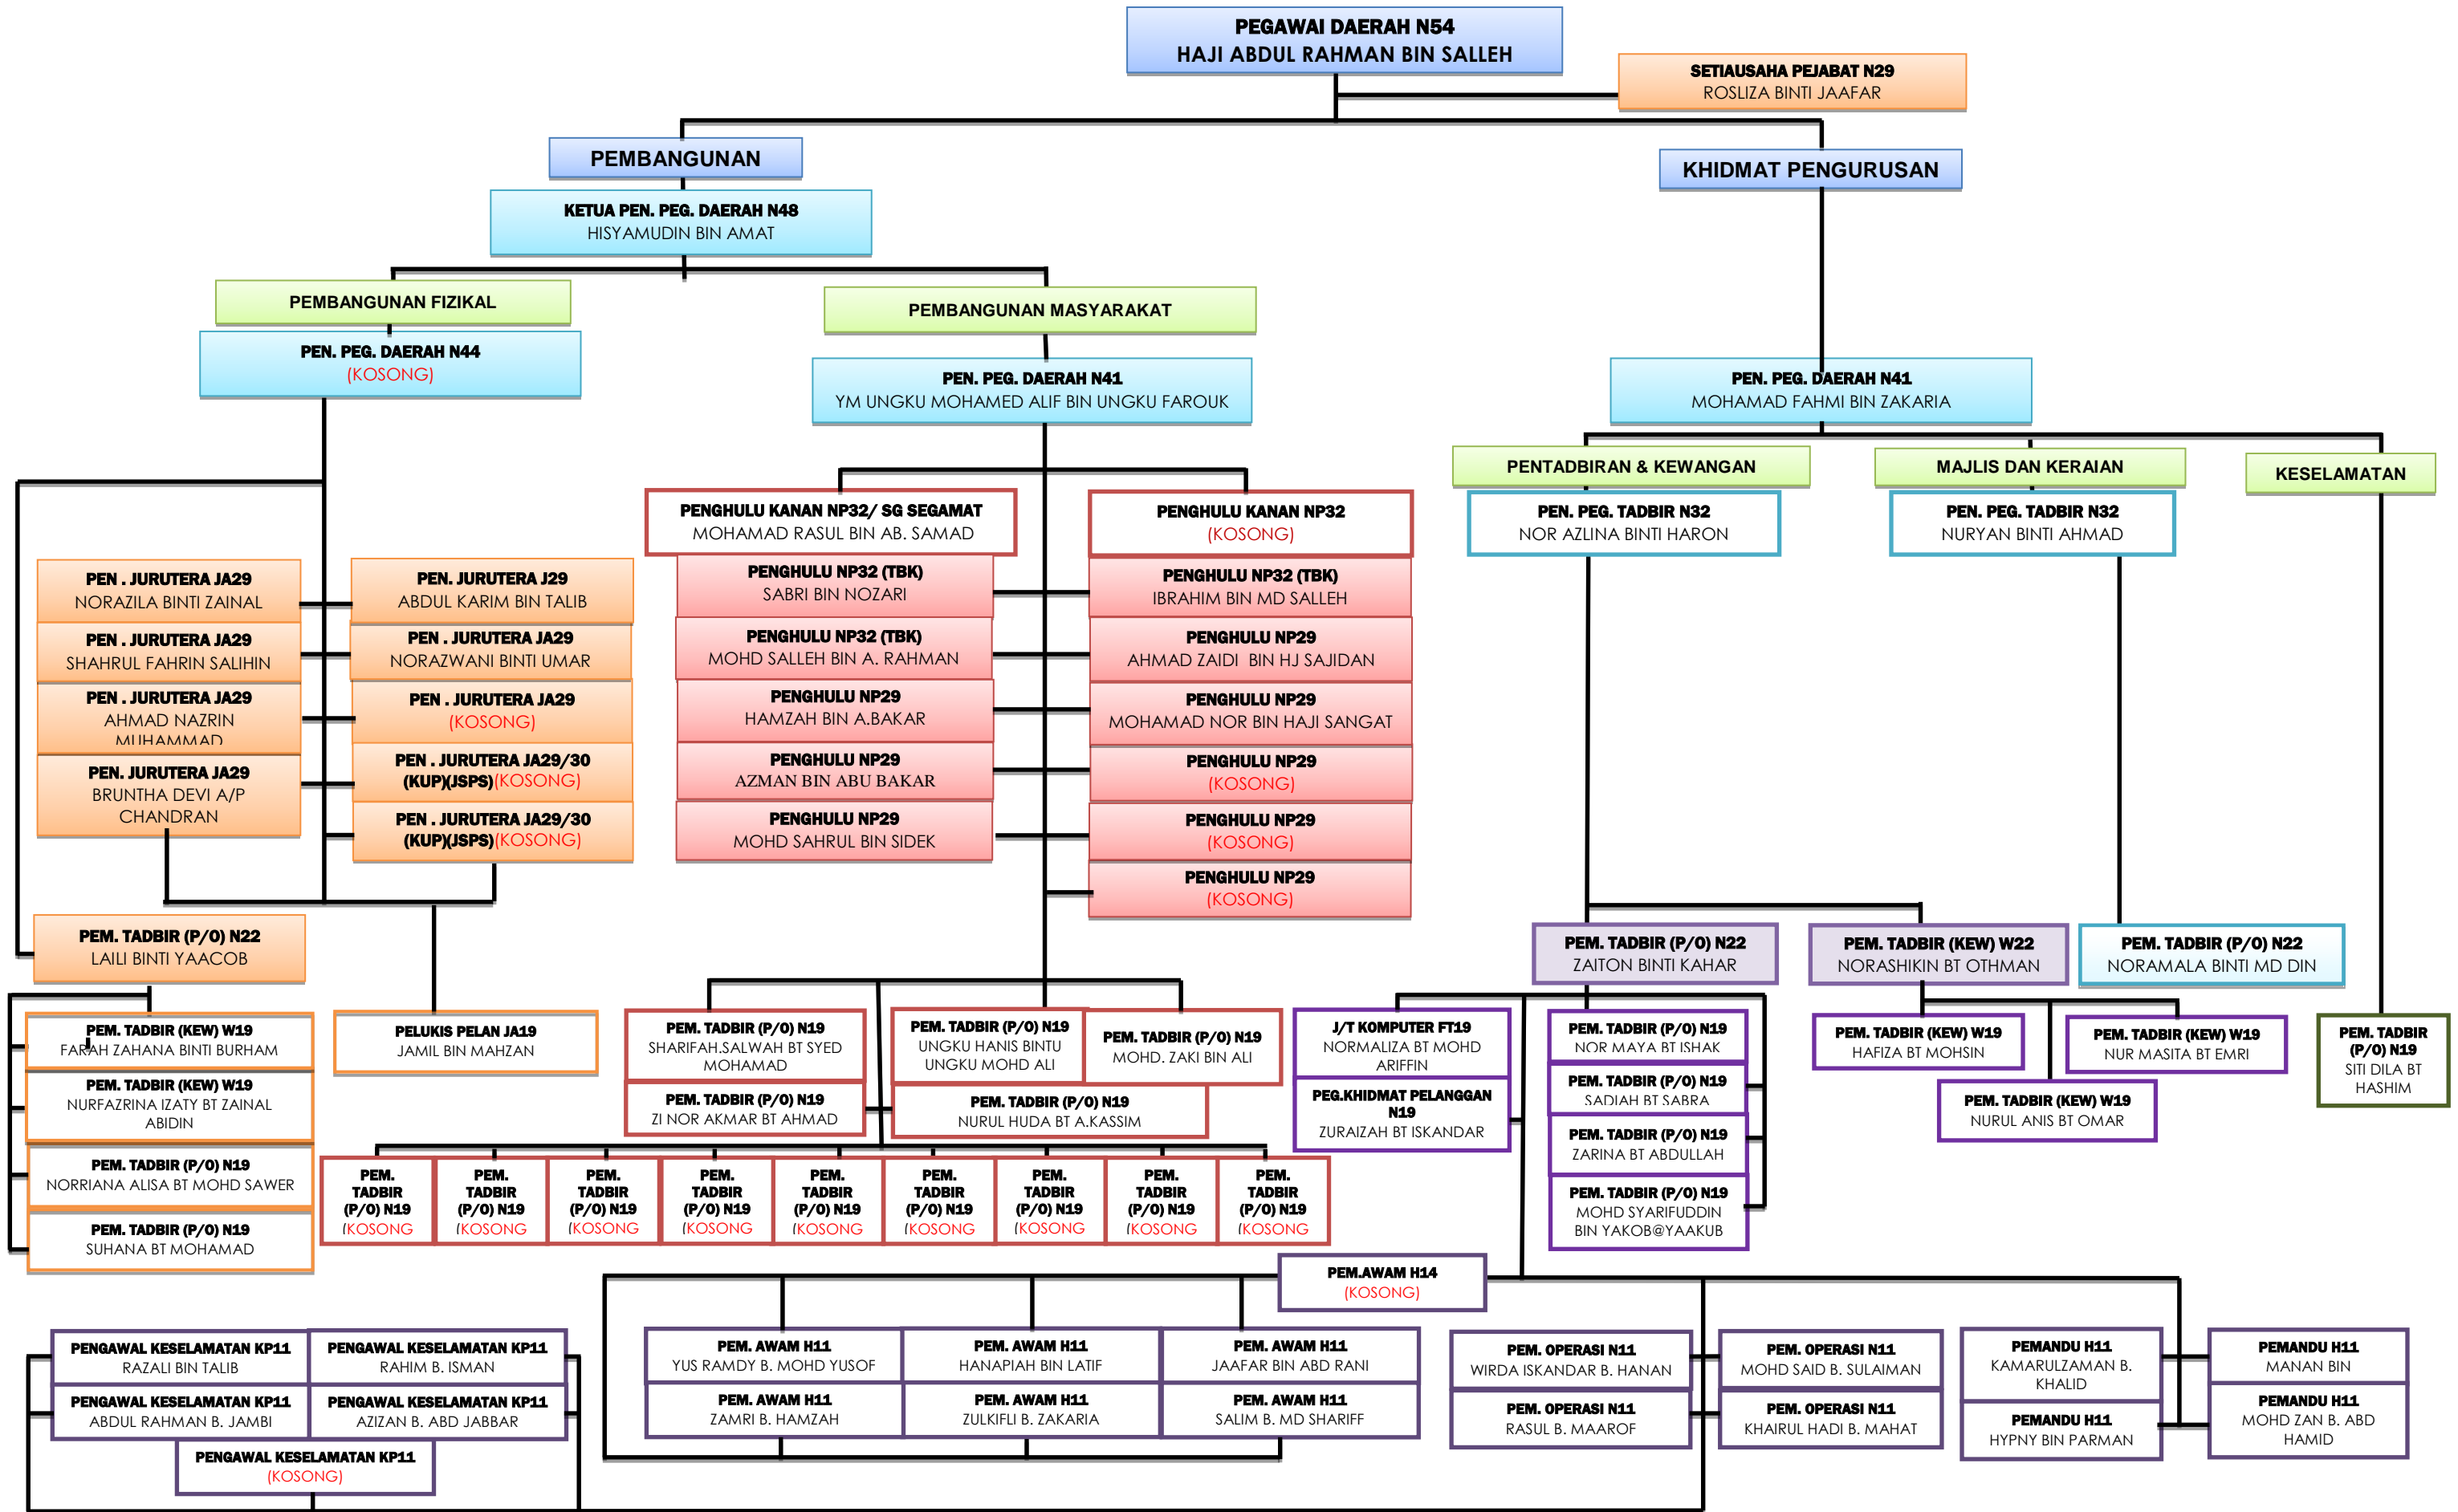 PEGAWAI DAERAH N54
HAJI ABDUL RAHMAN BIN SALLEH
SETIAUSAHA PEJABAT N29
ROSLIZA BINTI JAAFAR
PEMBANGUNAN
KHIDMAT PENGURUSAN
KETUA PEN. PEG. DAERAH N48
HISYAMUDIN BIN AMAT
PEMBANGUNAN FIZIKAL
PEMBANGUNAN MASYARAKAT
PEN. PEG. DAERAH N44
(KOSONG)
PEN. PEG. DAERAH N41
YM UNGKU MOHAMED ALIF BIN UNGKU FAROUK
PEN. PEG. DAERAH N41
MOHAMAD FAHMI BIN ZAKARIA
PENTADBIRAN & KEWANGAN
MAJLIS DAN KERAIAN
KESELAMATAN
PENGHULU KANAN NP32/ SG SEGAMAT
MOHAMAD RASUL BIN AB. SAMAD
PENGHULU KANAN NP32
(KOSONG)
PEN. PEG. TADBIR N32
NOR AZLINA BINTI HARON
PEN. PEG. TADBIR N32
NURYAN BINTI AHMAD
PEN . JURUTERA JA29
NORAZILA BINTI ZAINAL
PEN. JURUTERA J29
ABDUL KARIM BIN TALIB
PEN . JURUTERA JA29
SHAHRUL FAHRIN SALIHIN
PEN . JURUTERA JA29
NORAZWANI BINTI UMAR
PEN . JURUTERA JA29
AHMAD NAZRIN
MUHAMMAD
PEN . JURUTERA JA29
(KOSONG)
PEN. JURUTERA JA29
BRUNTHA DEVI A/P
CHANDRAN
PEN . JURUTERA JA29/30
(KUP)(JSPS)(KOSONG)
PEN . JURUTERA JA29/30
(KUP)(JSPS)(KOSONG)
PENGHULU NP32 (TBK)
SABRI BIN NOZARI
PENGHULU NP32 (TBK)
IBRAHIM BIN MD SALLEH
PENGHULU NP32 (TBK)
MOHD SALLEH BIN A. RAHMAN
PENGHULU NP29
AHMAD ZAIDI BIN HJ SAJIDAN
PENGHULU NP29
HAMZAH BIN A.BAKAR
PENGHULU NP29
MOHAMAD NOR BIN HAJI SANGAT
PENGHULU NP29
AZMAN BIN ABU BAKAR
PENGHULU NP29
(KOSONG)
PENGHULU NP29
MOHD SAHRUL BIN SIDEK
PENGHULU NP29
(KOSONG)
PENGHULU NP29
(KOSONG)
PEM. TADBIR (P/O) N22
LAILI BINTI YAACOB
PEM. TADBIR (P/O) N22
ZAITON BINTI KAHAR
PEM. TADBIR (KEW) W22
NORASHIKIN BT OTHMAN
PEM. TADBIR (P/O) N22
NORAMALA BINTI MD DIN
PEM. TADBIR (KEW) W19
FARAH ZAHANA BINTI BURHAM
PEM. TADBIR (KEW) W19
NURFAZRINA IZATY BT ZAINAL
ABIDIN
PEM. TADBIR (P/O) N19
NORRIANA ALISA BT MOHD SAWER
PEM. TADBIR (P/O) N19
SUHANA BT MOHAMAD
PELUKIS PELAN JA19
JAMIL BIN MAHZAN
PEM. TADBIR (P/O) N19
SHARIFAH.SALWAH BT SYED
MOHAMAD
PEM. TADBIR (P/O) N19
UNGKU HANIS BINTU
UNGKU MOHD ALI
PEM. TADBIR (P/O) N19
MOHD. ZAKI BIN ALI
PEM. TADBIR (P/O) N19
ZI NOR AKMAR BT AHMAD
PEM. TADBIR (P/O) N19
NURUL HUDA BT A.KASSIM
PEM.
TADBIR
(P/O) N19
(KOSONG
PEM.
TADBIR
(P/O) N19
(KOSONG
PEM.
TADBIR
(P/O) N19
(KOSONG
PEM.
TADBIR
(P/O) N19
(KOSONG
PEM.
TADBIR
(P/O) N19
(KOSONG
PEM.
TADBIR
(P/O) N19
(KOSONG
PEM.
TADBIR
(P/O) N19
(KOSONG
PEM.
TADBIR
(P/O) N19
(KOSONG
PEM.
TADBIR
(P/O) N19
(KOSONG
J/T KOMPUTER FT19
NORMALIZA BT MOHD
ARIFFIN
PEG.KHIDMAT PELANGGAN
N19
ZURAIZAH BT ISKANDAR
PEM. TADBIR (P/O) N19
NOR MAYA BT ISHAK
PEM. TADBIR (P/O) N19
SADIAH BT SABRA
PEM. TADBIR (P/O) N19
ZARINA BT ABDULLAH
PEM. TADBIR (P/O) N19
MOHD SYARIFUDDIN
BIN YAKOB@YAAKUB
PEM. TADBIR (KEW) W19
HAFIZA BT MOHSIN
PEM. TADBIR (KEW) W19
NUR MASITA BT EMRI
PEM. TADBIR (KEW) W19
NURUL ANIS BT OMAR
PEM. TADBIR
(P/O) N19
SITI DILA BT
HASHIM
PEM.AWAM H14
(KOSONG)
PENGAWAL KESELAMATAN KP11
RAZALI BIN TALIB
PENGAWAL KESELAMATAN KP11
RAHIM B. ISMAN
PENGAWAL KESELAMATAN KP11
ABDUL RAHMAN B. JAMBI
PENGAWAL KESELAMATAN KP11
AZIZAN B. ABD JABBAR
PENGAWAL KESELAMATAN KP11
(KOSONG)
PEM. AWAM H11
YUS RAMDY B. MOHD YUSOF
PEM. AWAM H11
HANAPIAH BIN LATIF
PEM. AWAM H11
JAAFAR BIN ABD RANI
PEM. AWAM H11
ZAMRI B. HAMZAH
PEM. AWAM H11
ZULKIFLI B. ZAKARIA
PEM. AWAM H11
SALIM B. MD SHARIFF
PEM. OPERASI N11
WIRDA ISKANDAR B. HANAN
PEM. OPERASI N11
MOHD SAID B. SULAIMAN
PEM. OPERASI N11
RASUL B. MAAROF
PEM. OPERASI N11
KHAIRUL HADI B. MAHAT
PEMANDU H11
KAMARULZAMAN B.
KHALID
PEMANDU H11
MANAN BIN
PEMANDU H11
HYPNY BIN PARMAN
PEMANDU H11
MOHD ZAN B. ABD
HAMID